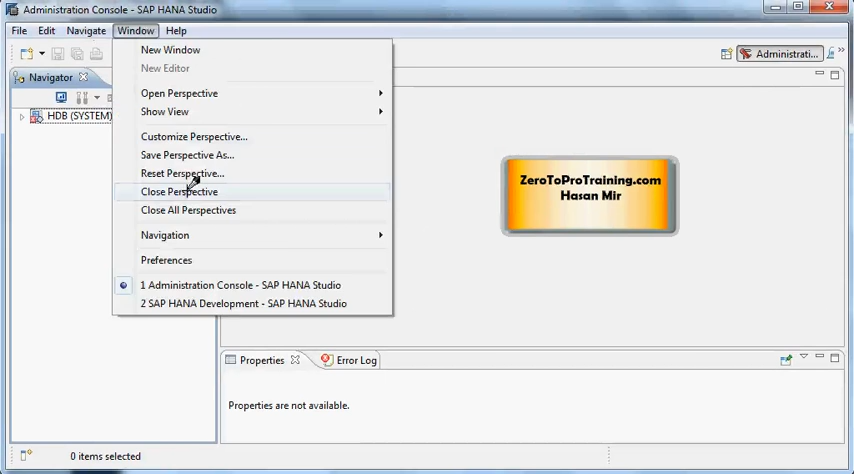 Administration Console - SAP HANA Studio
File Edit Navigate Window Help
New Window
New Editor
Open Perspective
Show View
Customize Perspective...
Save Perspective As...
Reset Perspective...
Close Perspective
Close All Perspectives
Navigation
Preferences
1 Administration Console - SAP HANA Studio
2 SAP HANA Development - SAP HANA Studio
Administrati...
Navigator
HDB (SYSTEM)
ZeroToProTraining.com
Hasan Mir
Properties Error Log
Properties are not available.
0 items selected